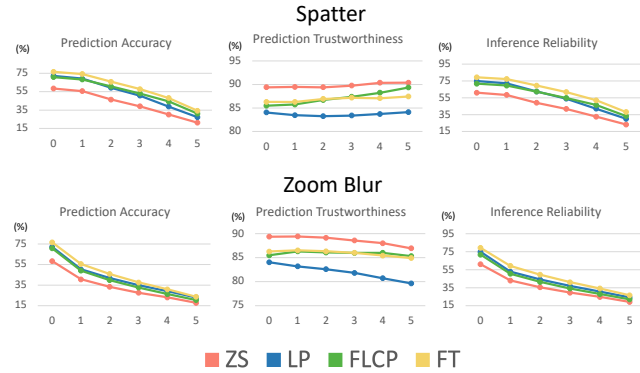 Spatter
Prediction Accuracy
Prediction Trustworthiness
Inference Reliability
(%)
75
55
35
15
0 1 2 3 4 5
(%)
95
90
85
80
0 1 2 3 4 5
(%)
95
75
55
35
15
0 1 2 3 4 5
Zoom Blur
Prediction Accuracy
Prediction Trustworthiness
Inference Reliability
(%)
75
55
35
15
0 1 2 3 4 5
(%)
90
85
80
75
0 1 2 3 4 5
(%)
95
75
55
35
15
0 1 2 3 4 5
ZS LP FLCP FT